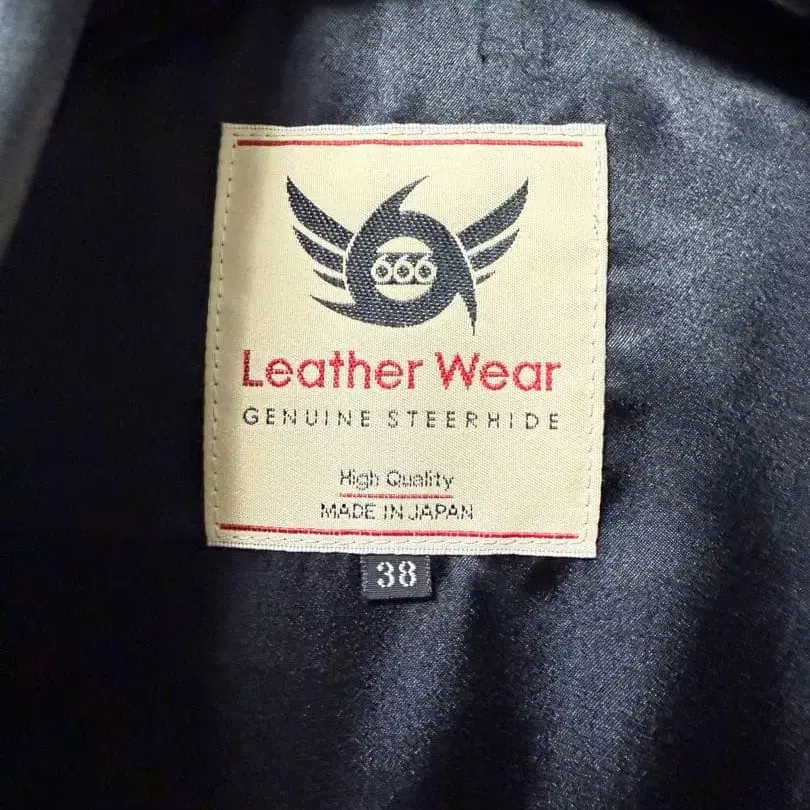 666
Leather Wear
GENUINE STEERHIDE
High Quality
MADE IN JAPAN
38